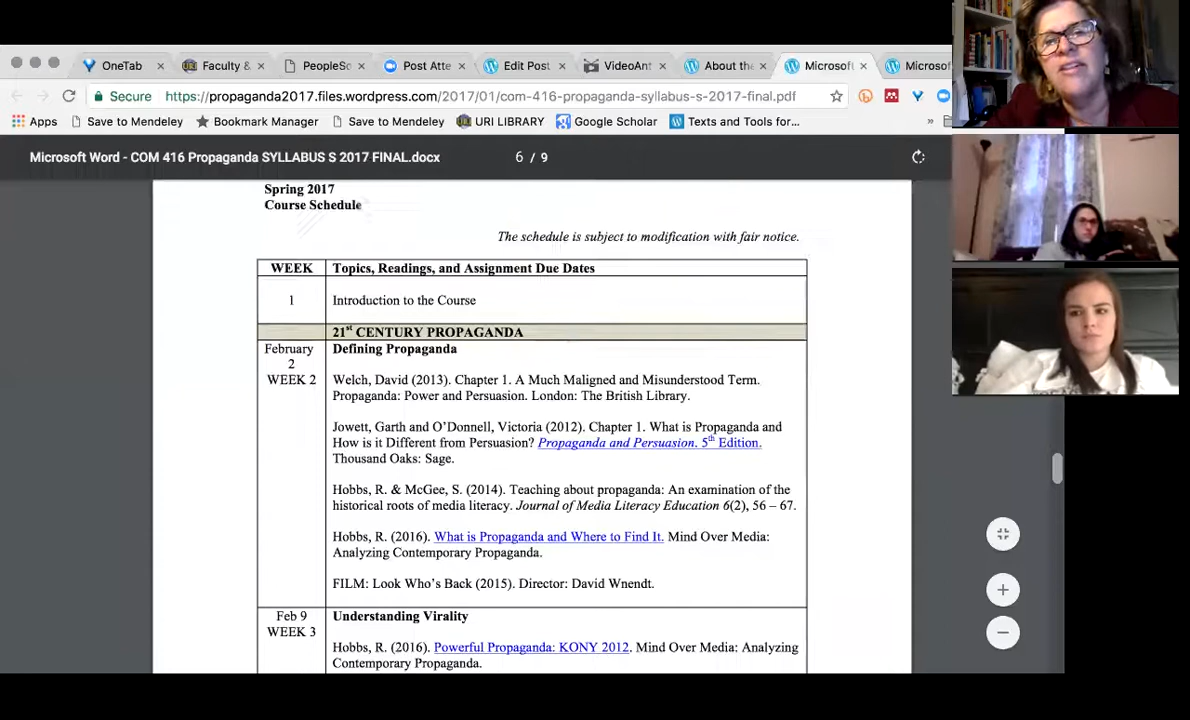 OneTab
Faculty &
PeopleSo
Post Atte
Edit Post
VideoAnt
About the
Microsoft
Microsof
Secure
https://propaganda2017.files.wordpress.com/2017/01/com-416-propaganda-syllabus-s-2017-final.pdf
Apps
Save to Mendeley
Bookmark Manager
Save to Mendeley
URI LIBRARY
Google Scholar
Texts and Tools for...
»
Microsoft Word - COM 416 Propaganda SYLLABUS S 2017 FINAL.docx
6 / 9
Spring 2017
Course Schedule
The schedule is subject to modification with fair notice.
WEEK
Topics, Readings, and Assignment Due Dates
1
Introduction to the Course
21st CENTURY PROPAGANDA
February
2
WEEK 2
Defining Propaganda
Welch, David (2013). Chapter 1. A Much Maligned and Misunderstood Term.
Propaganda: Power and Persuasion. London: The British Library.
Jowett, Garth and O'Donnell, Victoria (2012). Chapter 1. What is Propaganda and
How is it Different from Persuasion? Propaganda and Persuasion. 5th Edition.
Thousand Oaks: Sage.
Hobbs, R. & McGee, S. (2014). Teaching about propaganda: An examination of the
historical roots of media literacy. Journal of Media Literacy Education 6(2), 56 – 67.
Hobbs, R. (2016). What is Propaganda and Where to Find It. Mind Over Media:
Analyzing Contemporary Propaganda.
FILM: Look Who's Back (2015). Director: David Wnendt.
Feb 9
WEEK 3
Understanding Virality
Hobbs, R. (2016). Powerful Propaganda: KONY 2012. Mind Over Media: Analyzing
Contemporary Propaganda.